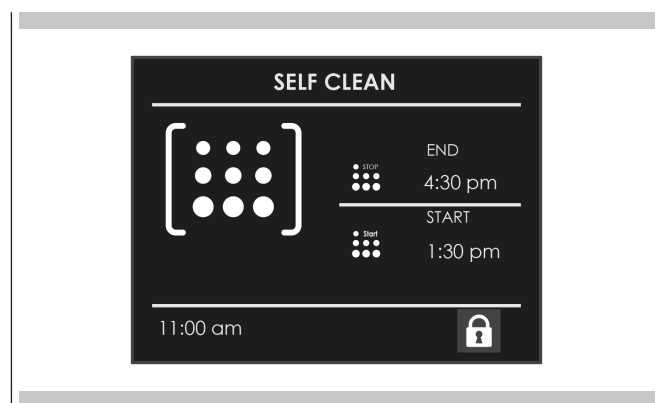 SELF CLEAN
STOP
END
4:30 pm
Start
START
1:30 pm
11:00 am